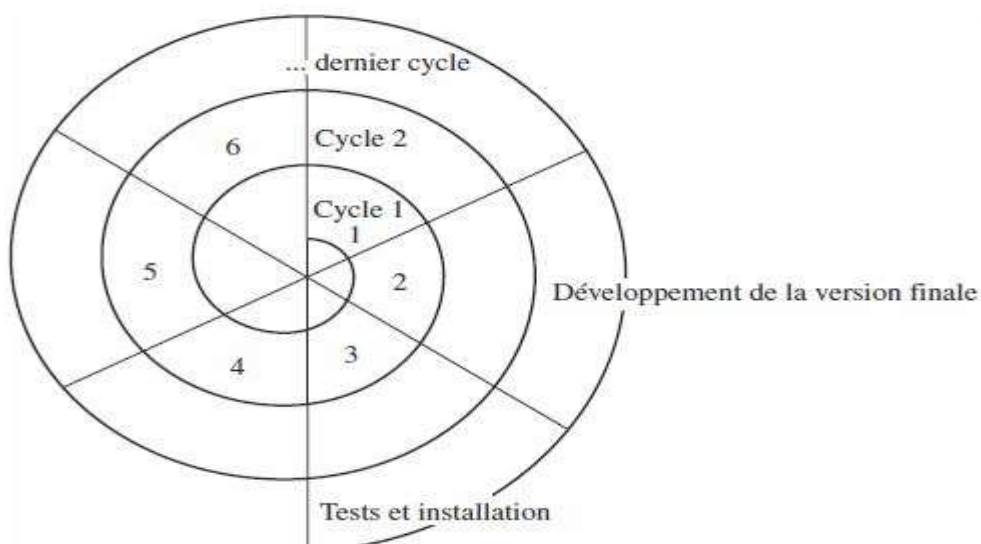 ... dernier cycle
6
Cycle 2
Cycle 1
1
5
2
Développement de la version finale
4
3
Tests et installation